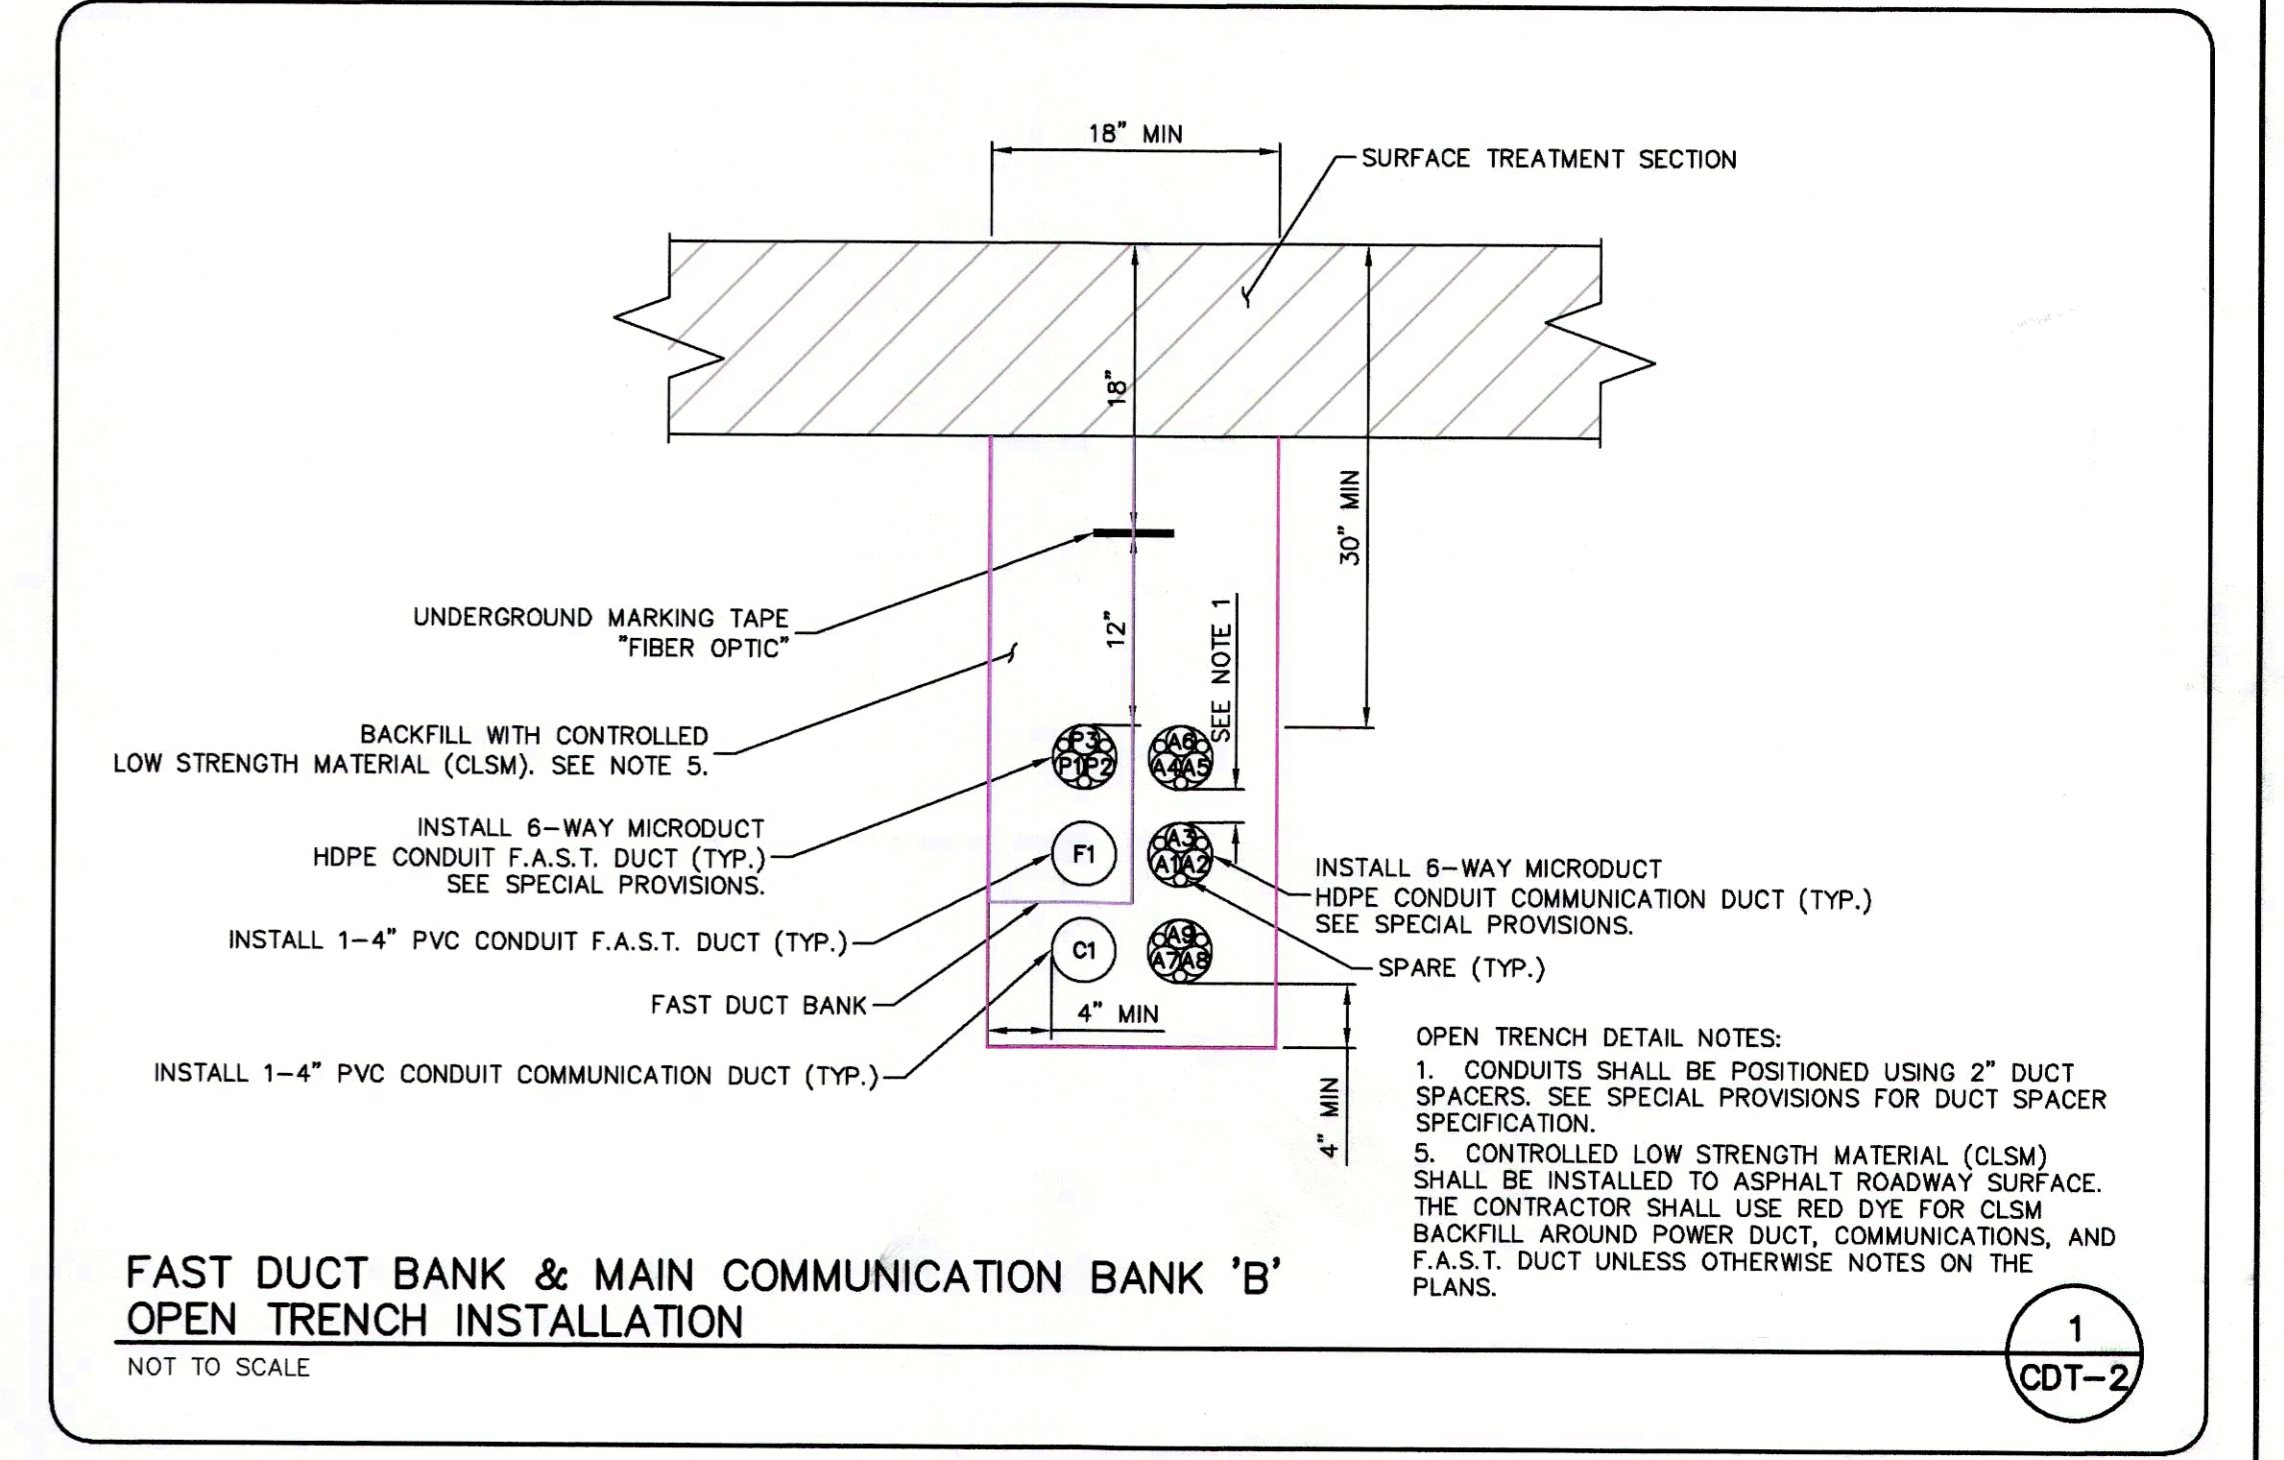 18" MIN
SURFACE TREATMENT SECTION
18"
30" MIN
UNDERGROUND MARKING TAPE
"FIBER OPTIC"
12"
SEE NOTE 1
BACKFILL WITH CONTROLLED
LOW STRENGTH MATERIAL (CLSM). SEE NOTE 5.
P3
P1 P2
A6
A4 A5
INSTALL 6-WAY MICRODUCT
HDPE CONDUIT F.A.S.T. DUCT (TYP.)
SEE SPECIAL PROVISIONS.
F1
A3
A1 A2
INSTALL 6-WAY MICRODUCT
HDPE CONDUIT COMMUNICATION DUCT (TYP.)
SEE SPECIAL PROVISIONS.
INSTALL 1-4" PVC CONDUIT F.A.S.T. DUCT (TYP.)
C1
A9
A7 A8
SPARE (TYP.)
FAST DUCT BANK
4" MIN
INSTALL 1-4" PVC CONDUIT COMMUNICATION DUCT (TYP.)
4" MIN
OPEN TRENCH DETAIL NOTES:
1. CONDUITS SHALL BE POSITIONED USING 2" DUCT
SPACERS. SEE SPECIAL PROVISIONS FOR DUCT SPACER
SPECIFICATION.
5. CONTROLLED LOW STRENGTH MATERIAL (CLSM)
SHALL BE INSTALLED TO ASPHALT ROADWAY SURFACE.
THE CONTRACTOR SHALL USE RED DYE FOR CLSM
BACKFILL AROUND POWER DUCT, COMMUNICATIONS, AND
F.A.S.T. DUCT UNLESS OTHERWISE NOTES ON THE
PLANS.
FAST DUCT BANK & MAIN COMMUNICATION BANK 'B'
OPEN TRENCH INSTALLATION
NOT TO SCALE
1
CDT-2